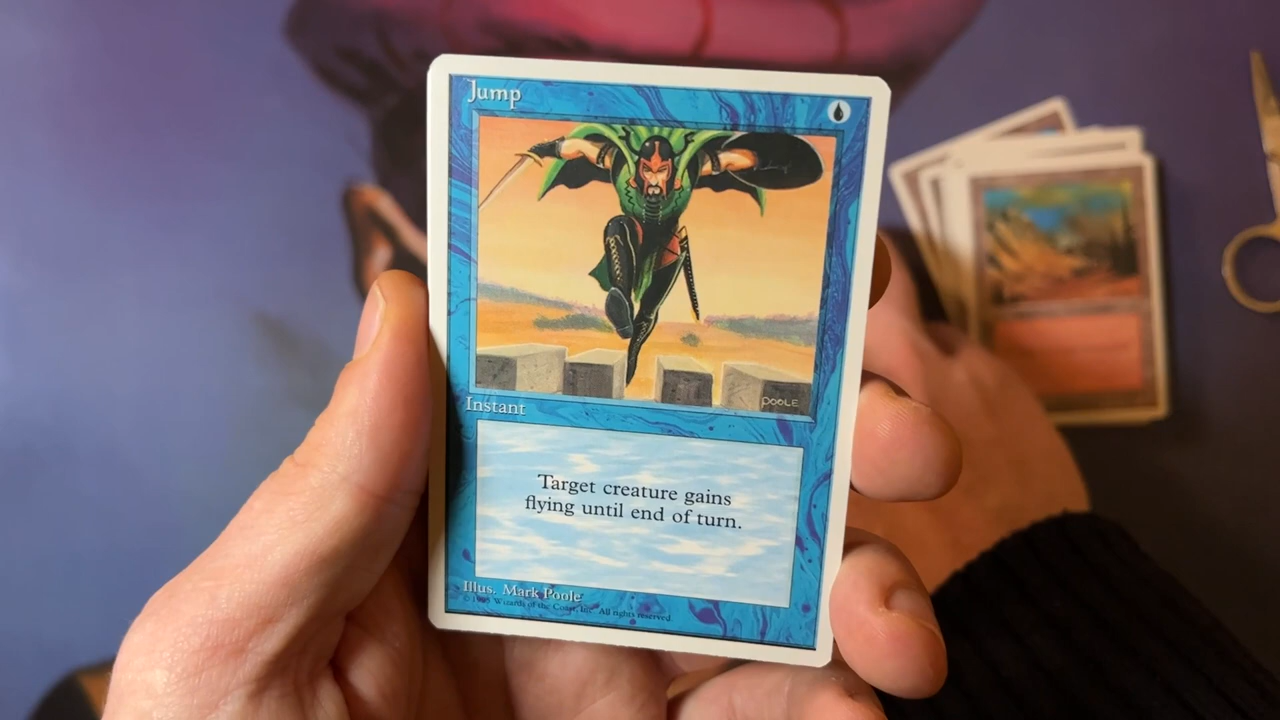 Jump
POOLE
Instant
Target creature gains
flying until end of turn.
Illus. Mark Poole
© 1995 Wizards of the Coast, Inc. All rights reserved.